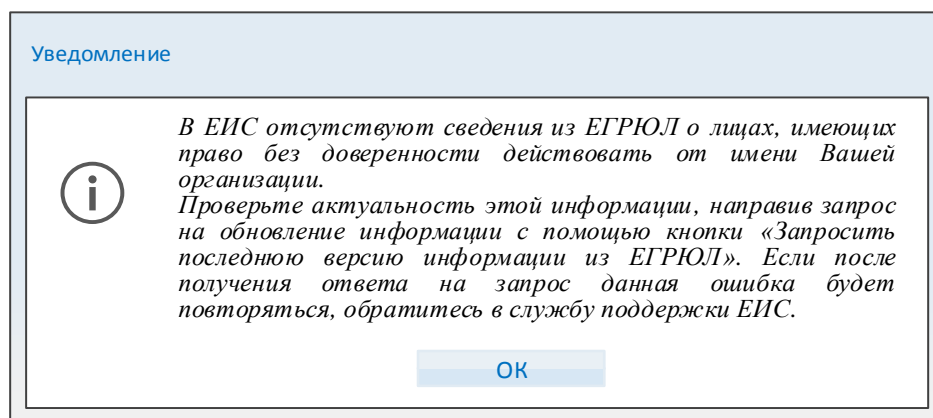 Уведомление
В ЕИС отсутствуют сведения из ЕГРЮЛ о лицах, имеющих
право без доверенности действовать от имени Вашей
организации.
Проверьте актуальность этой информации, направив запрос
на обновление информации с помощью кнопки «Запросить
последнюю версию информации из ЕГРЮЛ». Если после
получения ответа на запрос данная ошибка будет
повторяться, обратитесь в службу поддержки ЕИС.
ОК